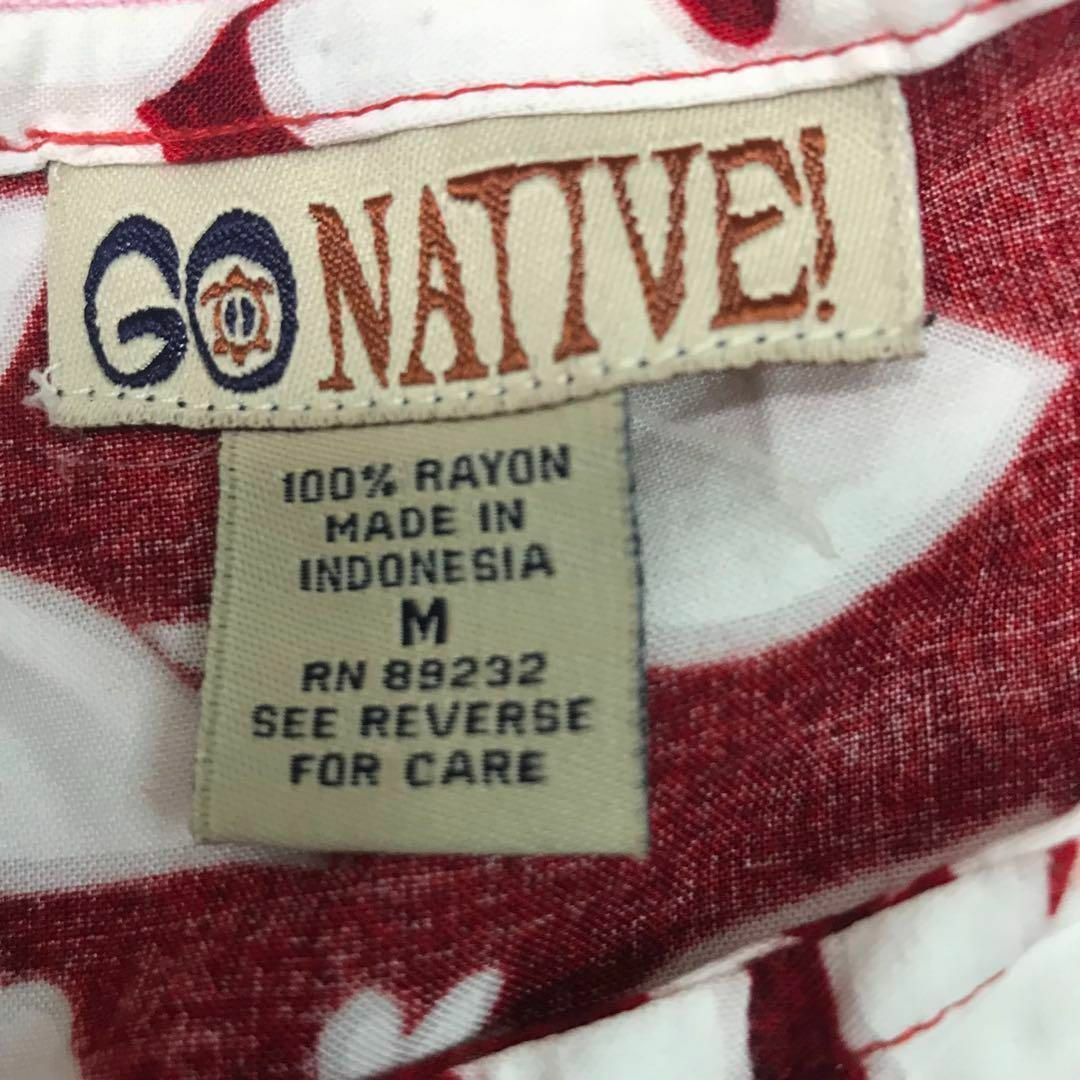 GO NATIVE!
100% RAYON
MADE IN
INDONESIA
M
RN 89232
SEE REVERSE
FOR CARE